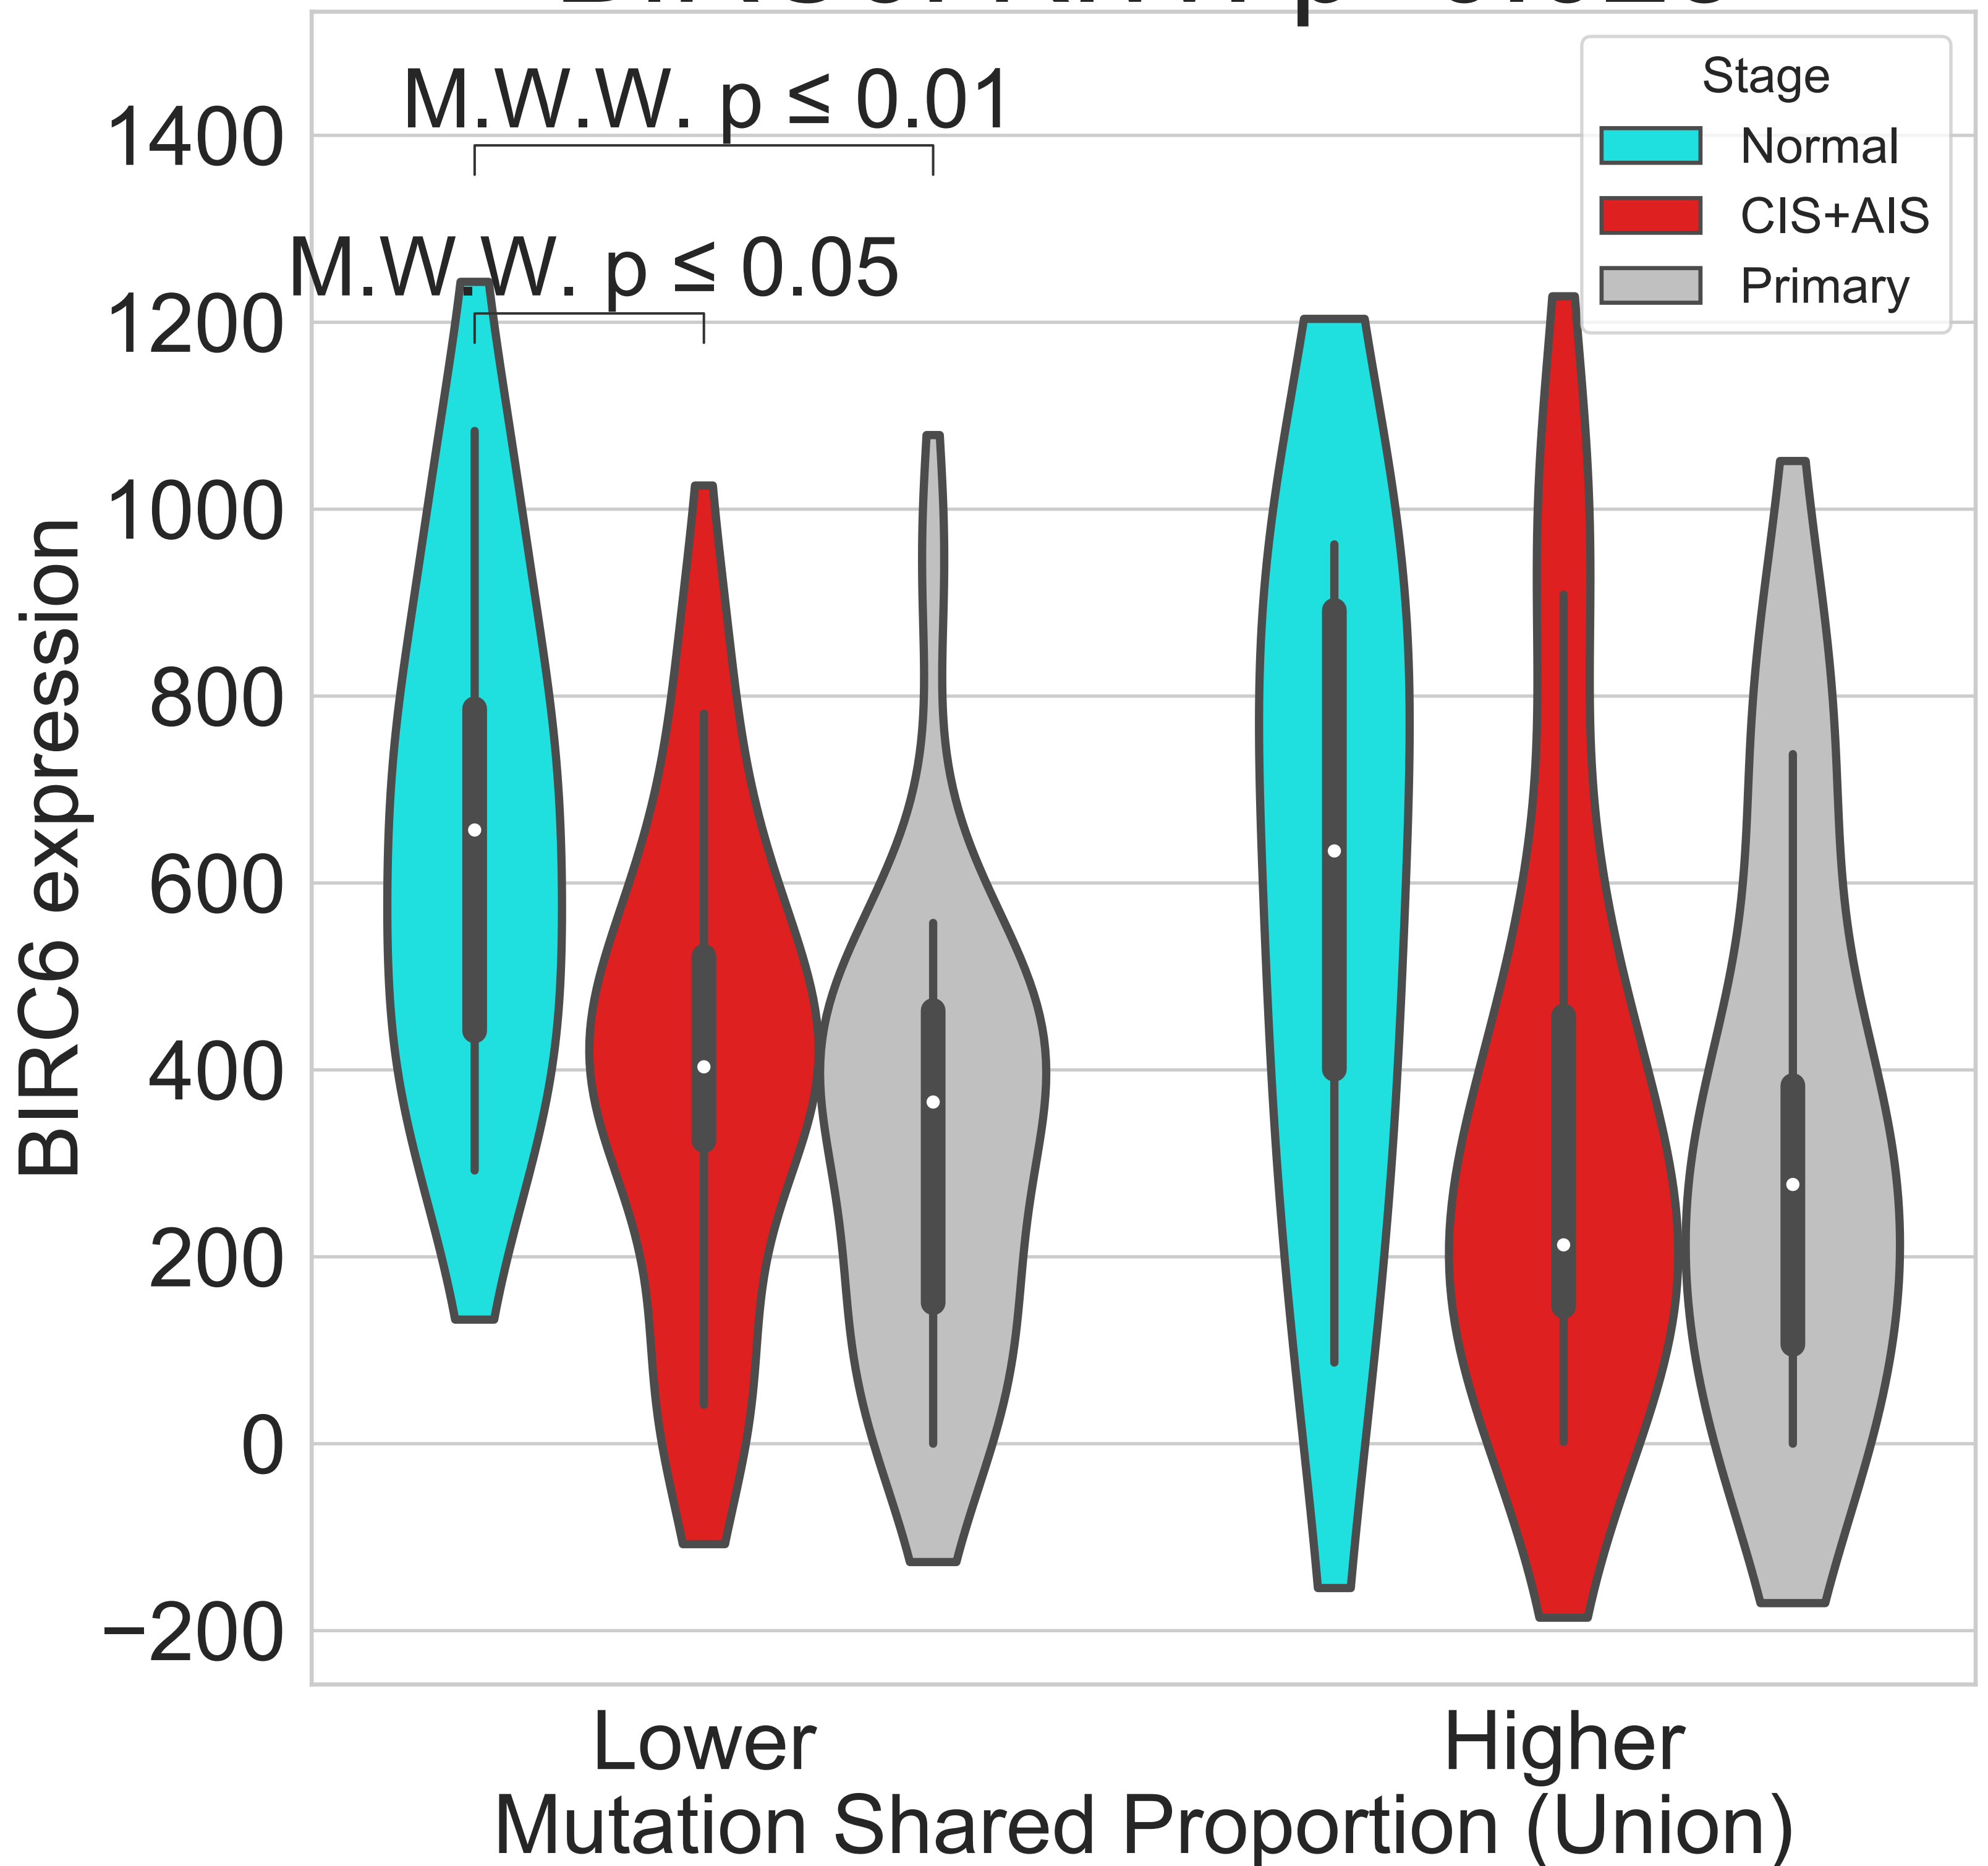 M.W.W. p ≤ 0.01
M.W.W. p ≤ 0.05
Stage
Normal
CIS+AIS
Primary
1400
1200
1000
800
600
400
200
0
−200
BIRC6 expression
Lower
Higher
Mutation Shared Proportion (Union)